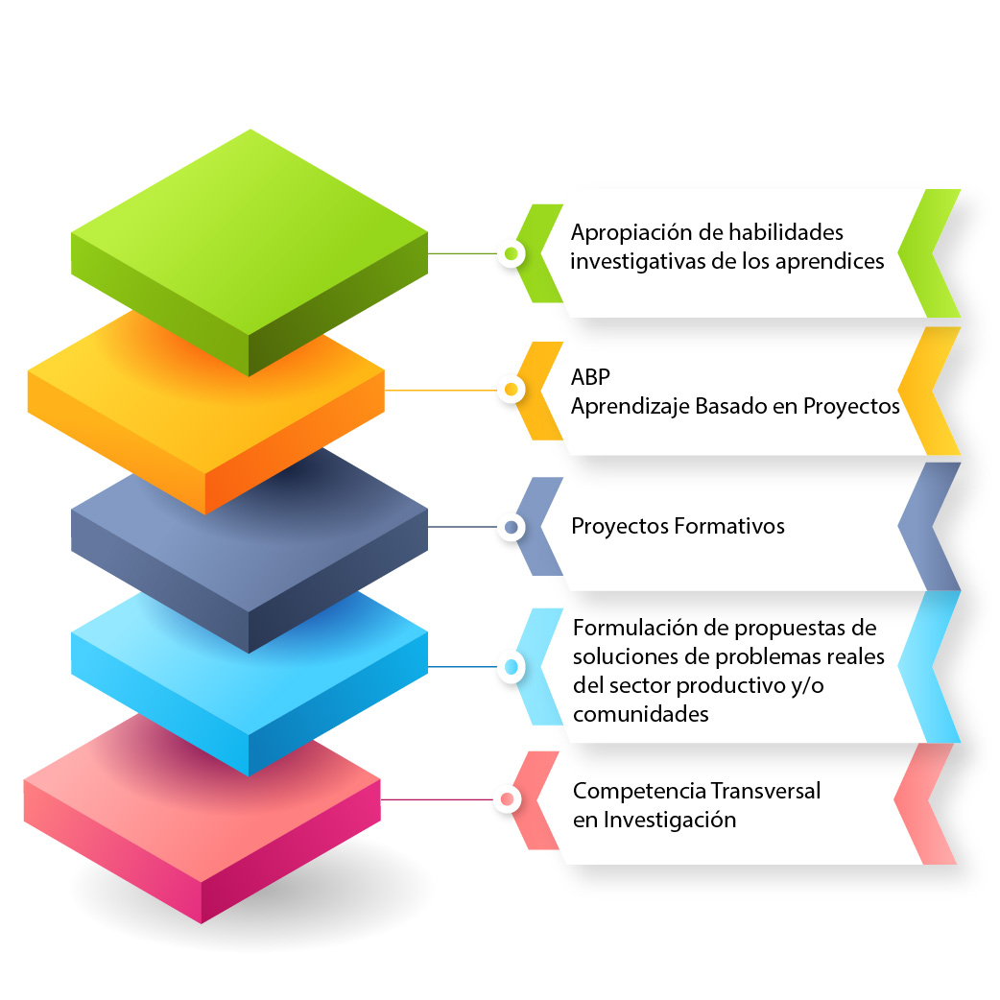 Apropiación de habilidades
investigativas de los aprendices
ABP
Aprendizaje Basado en Proyectos
Proyectos Formativos
Formulación de propuestas de
soluciones de problemas reales
del sector productivo y/o
comunidades
Competencia Transversal
en Investigación